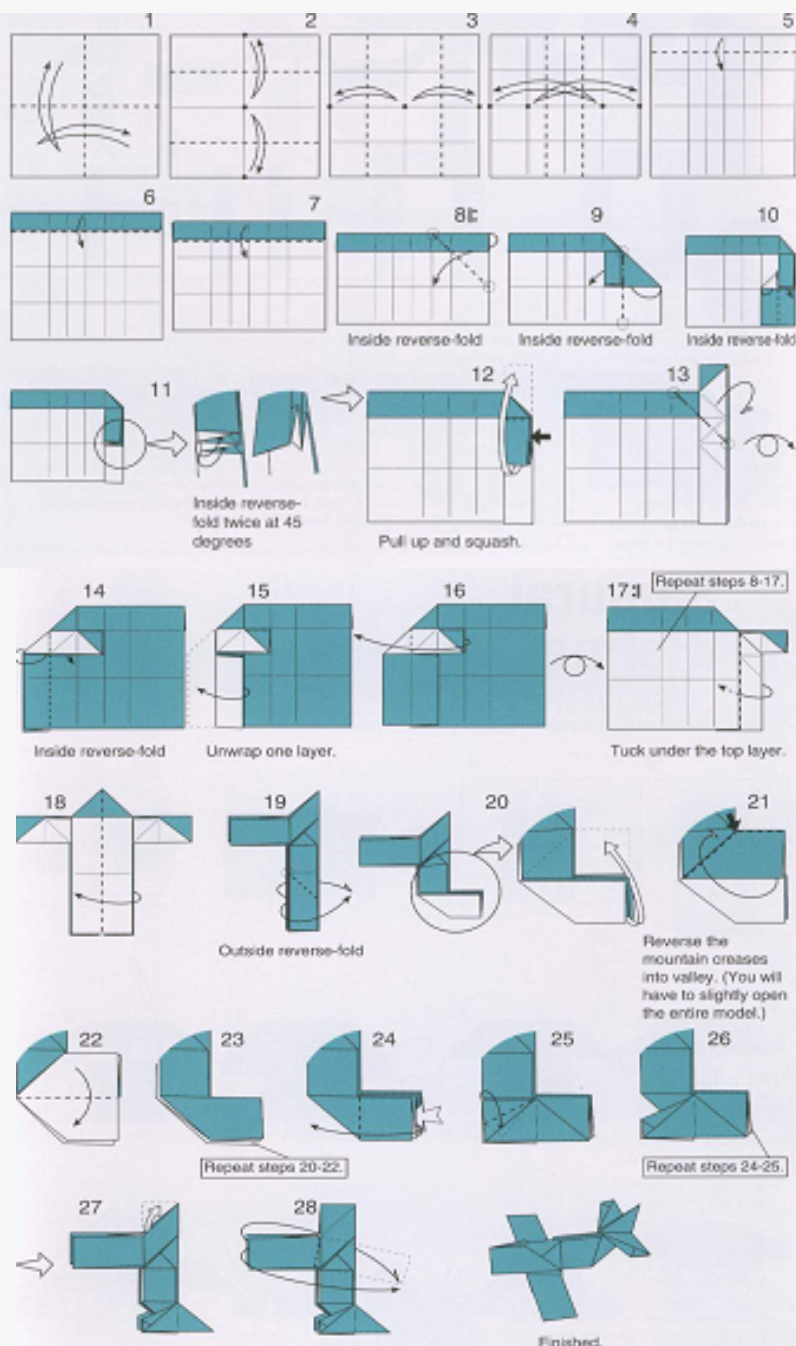 1 2 3 4 5
6 7 8 9 10
Inside reverse-fold Inside reverse-fold Inside reverse-fold
11 12 13
Inside reverse-
fold twice at 45
degrees
Pull up and squash.
14 15 16 17
Repeat steps 8-17.
Inside reverse-fold Unwrap one layer. Tuck under the top layer.
18 19 20 21
Outside reverse-fold
Reverse the
mountain creases
into valley. (You will
have to slightly open
the entire model.)
22 23 24 25 26
Repeat steps 20-22. Repeat steps 24-25.
27 28
Finished.